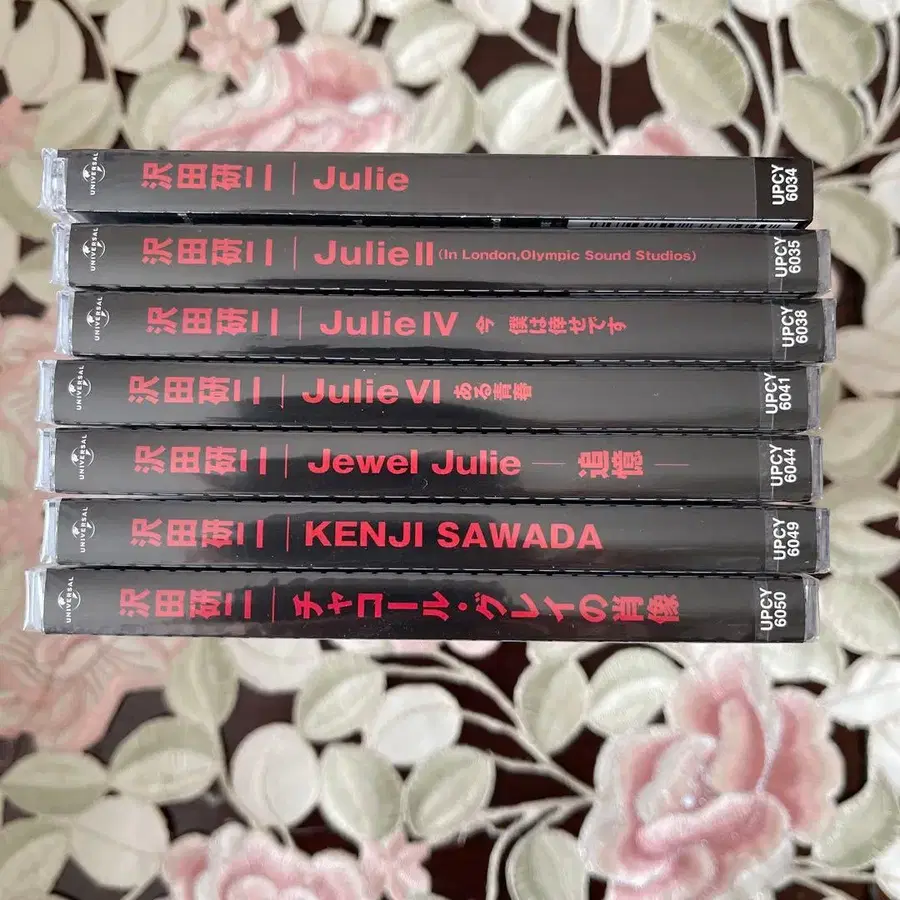 UNIVERSAL 沢田研二 | Julie UPCY 6034
UNIVERSAL 沢田研二 | Julie II (In London,Olympic Sound Studios) UPCY 6035
UNIVERSAL 沢田研二 | Julie IV 今 僕は倖せです UPCY 6038
UNIVERSAL 沢田研二 | Julie VI ある青春 UPCY 6041
UNIVERSAL 沢田研二 | Jewel Julie — 追憶 — UPCY 6044
UNIVERSAL 沢田研二 | KENJI SAWADA UPCY 6049
UNIVERSAL 沢田研二 | チャコール・グレイの肖像 UPCY 6050